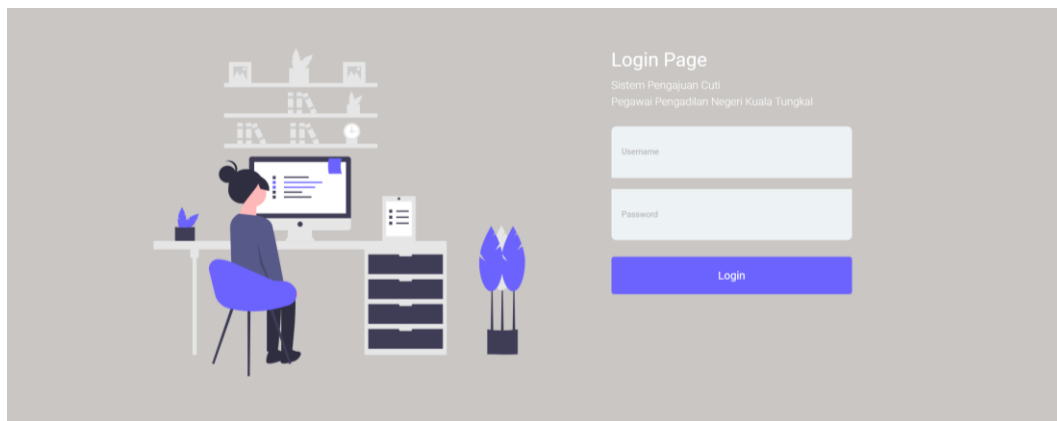 Login Page
Sistem Pengajuan Cuti
Pegawai Pengadilan Negeri Kuala Tungkal
Username
Password
Login